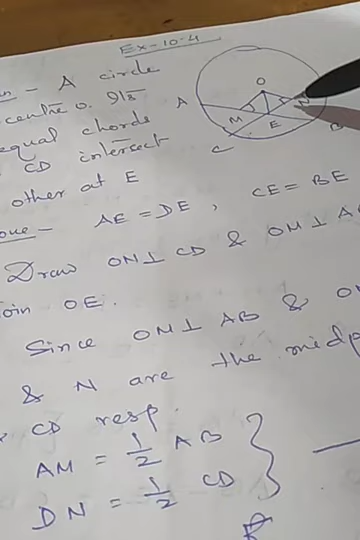 Ex-10.4
- A circle
centre O. Its
equal chords
CD intersect
other at E
- AE = DE, CE = BE
Draw ON⊥ CD & OM⊥ A
join OE.
Since OM⊥ AB &
& N are the midp
CD resp.
AM = 1/2 AB
DN = 1/2 CD
O
A
M
E
N
C
B